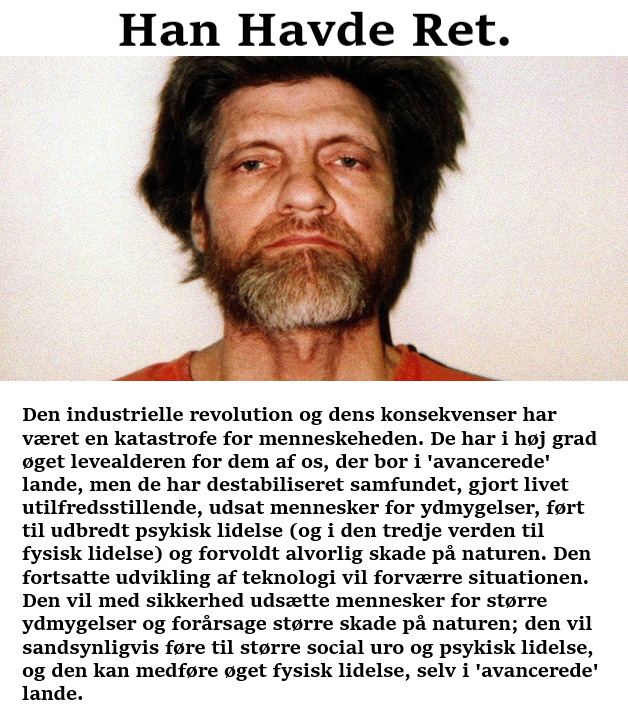 Han Havde Ret.
Den industrielle revolution og dens konsekvenser har
været en katastrofe for menneskeheden. De har i høj grad
øget levealderen for dem af os, der bor i 'avancerede'
lande, men de har destabiliseret samfundet, gjort livet
utilfredsstillende, udsat mennesker for ydmygelser, ført
til udbredt psykisk lidelse (og i den tredje verden til
fysisk lidelse) og forvoldt alvorlig skade på naturen. Den
fortsatte udvikling af teknologi vil forværre situationen.
Den vil med sikkerhed udsætte mennesker for større
ydmygelser og forårsage større skade på naturen; den vil
sandsynligvis føre til større social uro og psykisk lidelse,
og den kan medføre øget fysisk lidelse, selv i 'avancerede'
lande.